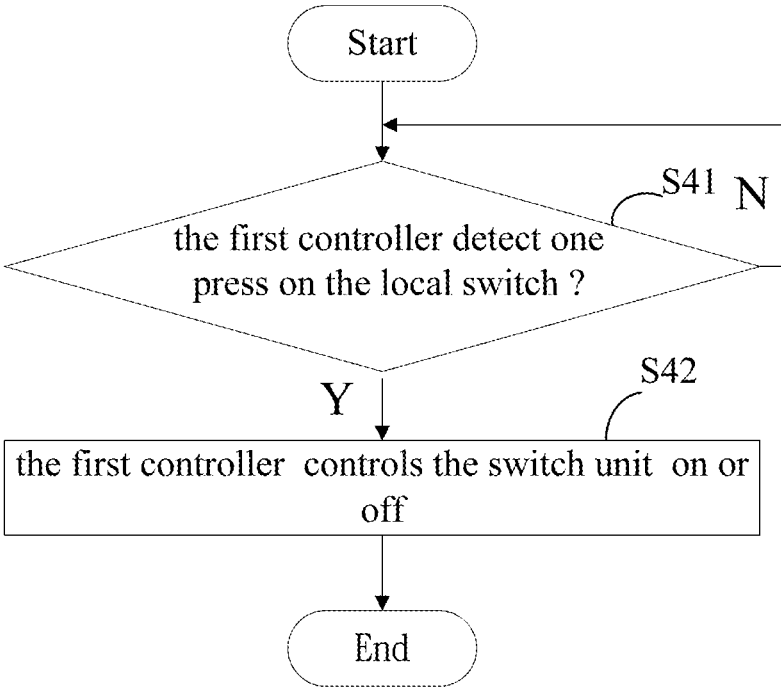 Start
S41
N
the first controller detect one
press on the local switch ?
Y
S42
the first controller controls the switch unit on or
off
End